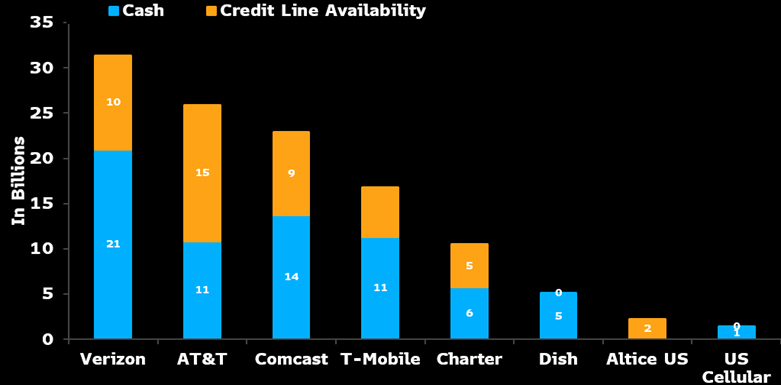 Cash
Credit Line Availability
35
30
25
20
15
10
5
0
In Billions
10
21
15
11
9
14
11
5
6
0
5
2
0
1
Verizon
AT&T
Comcast
T-Mobile
Charter
Dish
Altice US
US
Cellular